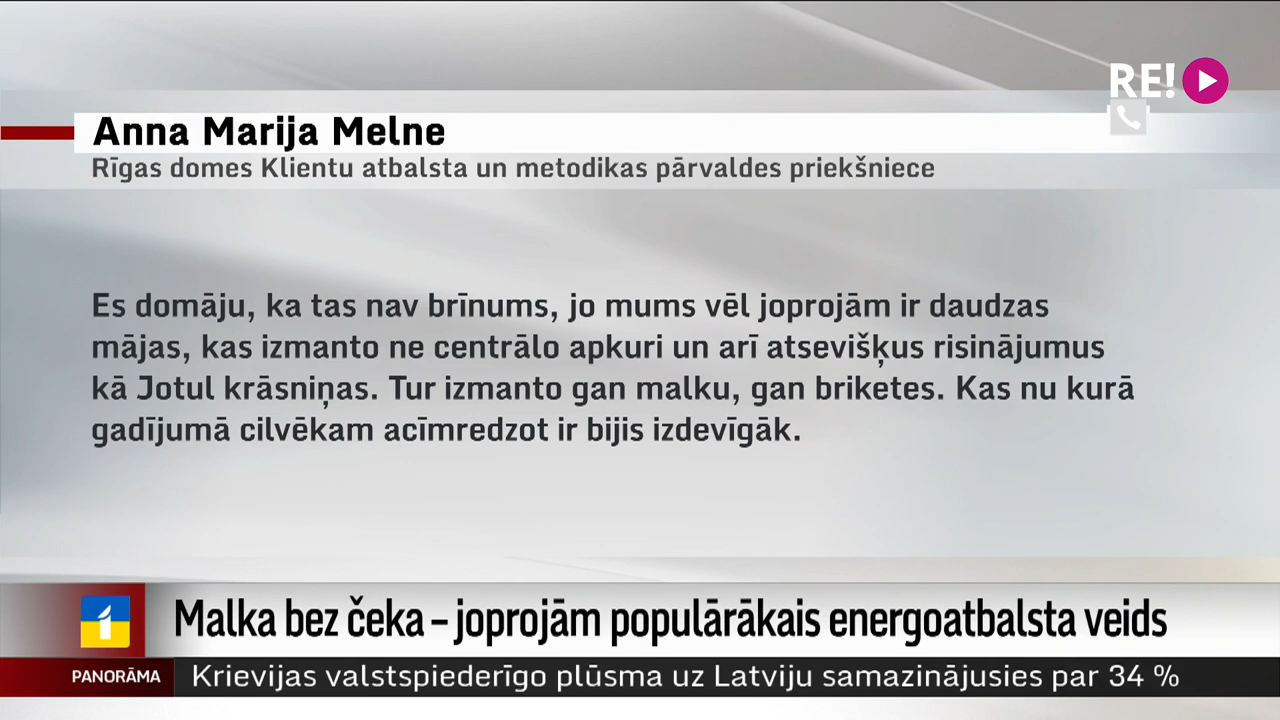 RE!
Anna Marija Melne
Rīgas domes Klientu atbalsta un metodikas pārvaldes priekšniece
Es domāju, ka tas nav brīnums, jo mums vēl joprojām ir daudzas
mājas, kas izmanto ne centrālo apkuri un arī atsevišķus risinājumus
kā Jotul krāsniņas. Tur izmanto gan malku, gan briketes. Kas nu kurā
gadījumā cilvēkam acīmredzot ir bijis izdevīgāk.
1
Malka bez čeka – joprojām populārākais energoatbalsta veids
PANORĀMA
Krievijas valstspiederīgo plūsma uz Latviju samazinājusies par 34 %